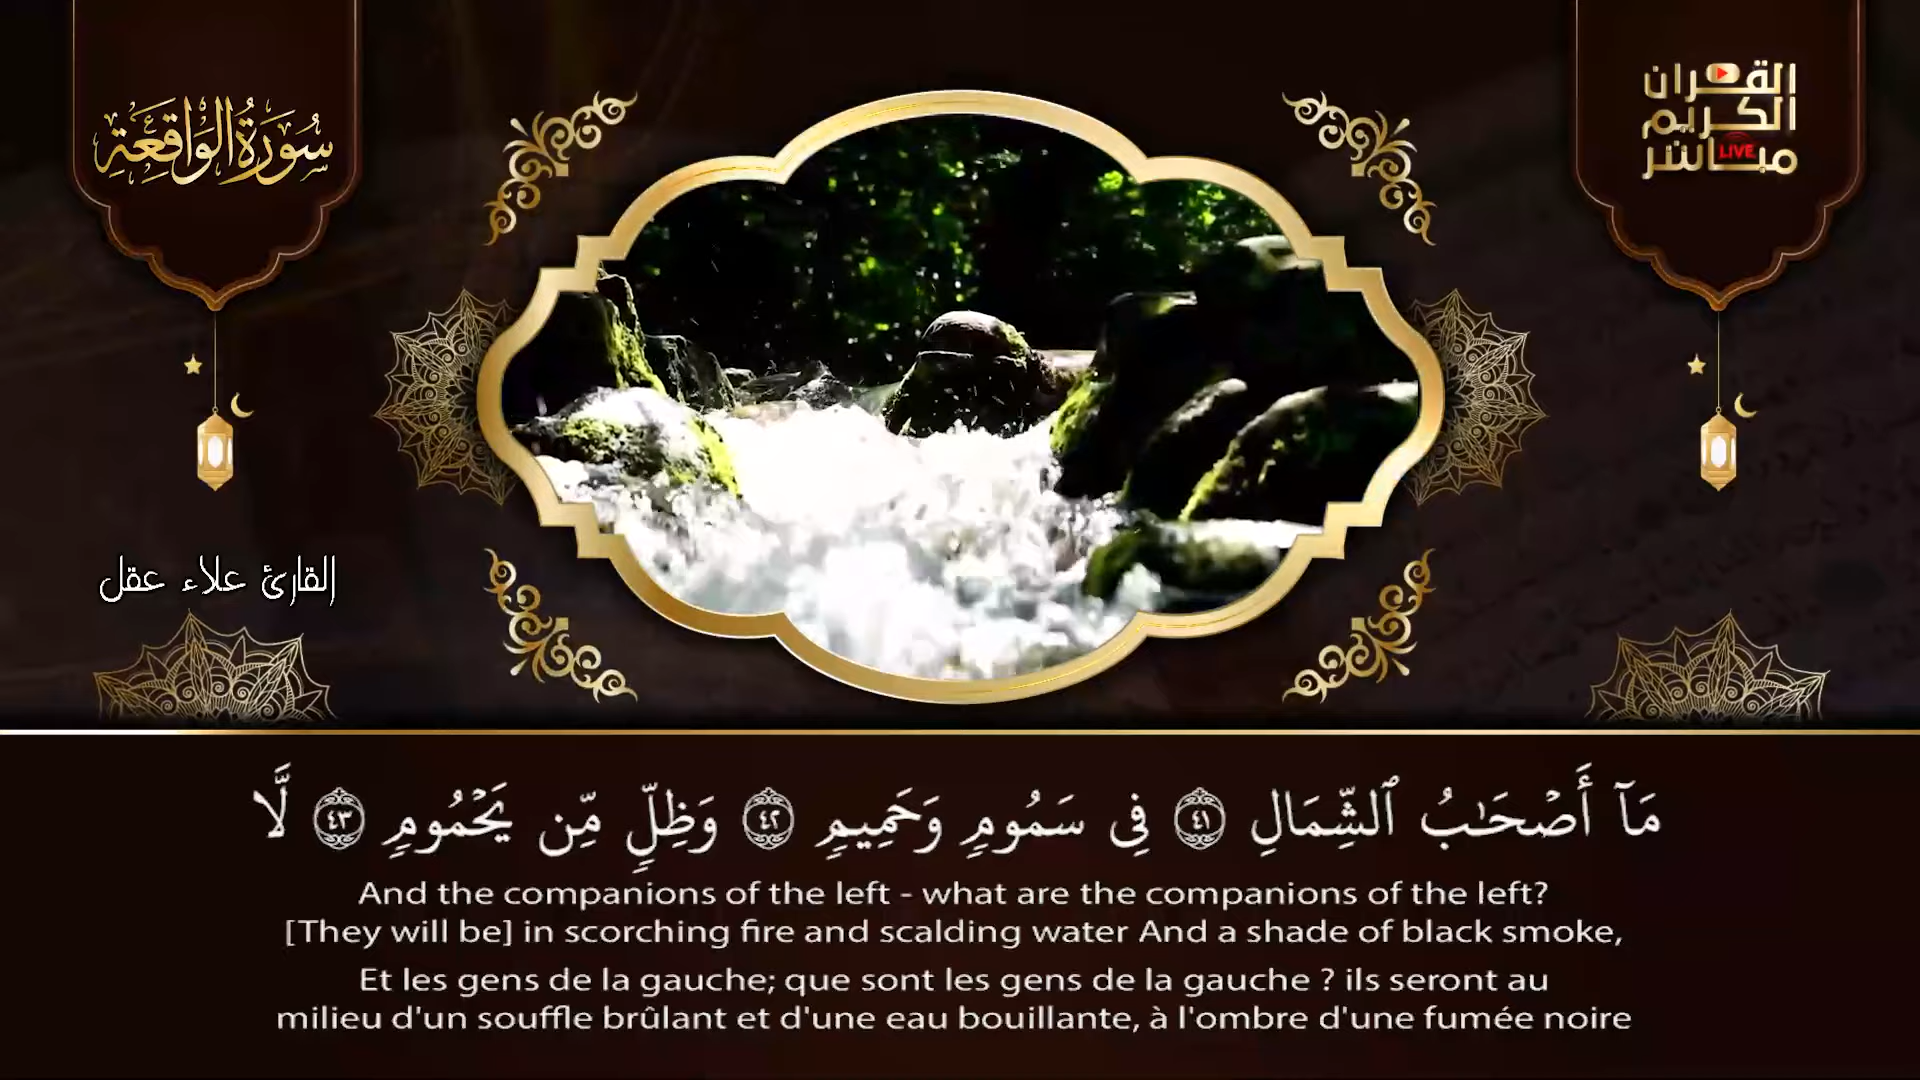 سُورَةُ الوَاقِعَةِ
القرآن
الكريم
مباشر
LIVE
القارئ علاء عقل
مَآ أَصْحَـٰبُ ٱلشِّمَالِ ٤١ فِى سَمُومٍ وَحَمِيمٍ ٤٢ وَظِلٍّ مِّن يَحْمُومٍ ٤٣ لَّا
And the companions of the left - what are the companions of the left?
[They will be] in scorching fire and scalding water And a shade of black smoke,
Et les gens de la gauche; que sont les gens de la gauche ? ils seront au
milieu d'un souffle brûlant et d'une eau bouillante, à l'ombre d'une fumée noire